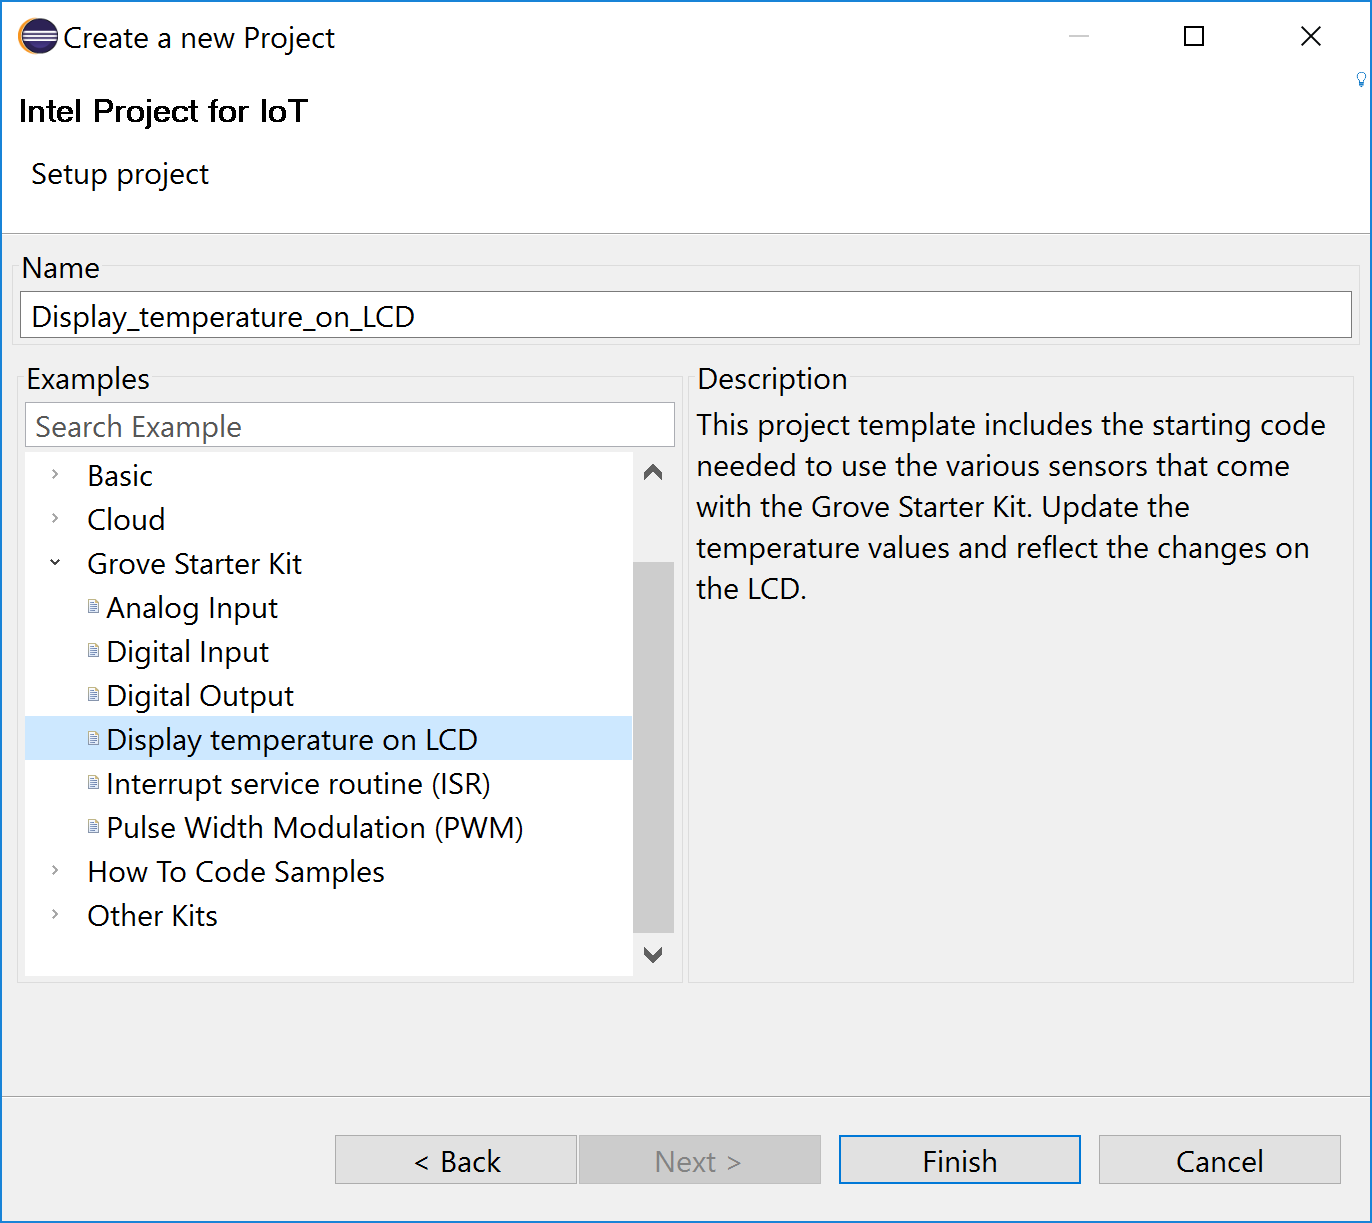 Create a new Project
Intel Project for IoT
Setup project
Name
Display_temperature_on_LCD
Examples
Search Example
Basic
Cloud
Grove Starter Kit
Analog Input
Digital Input
Digital Output
Display temperature on LCD
Interrupt service routine (ISR)
Pulse Width Modulation (PWM)
How To Code Samples
Other Kits
Description
This project template includes the starting code
needed to use the various sensors that come
with the Grove Starter Kit. Update the
temperature values and reflect the changes on
the LCD.
< Back
Next >
Finish
Cancel